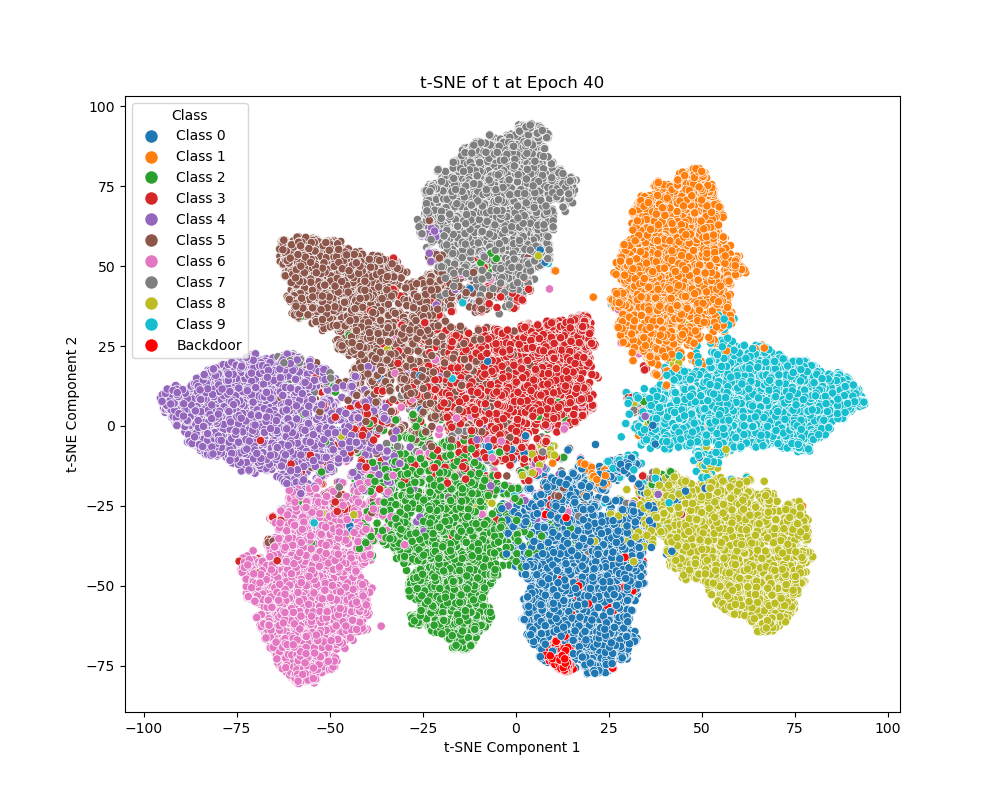 t-SNE of t at Epoch 40
t-SNE Component 2
100
75
50
25
0
−25
−50
−75
Class
Class 0
Class 1
Class 2
Class 3
Class 4
Class 5
Class 6
Class 7
Class 8
Class 9
Backdoor
−100
−75
−50
−25
0
25
50
75
100
t-SNE Component 1